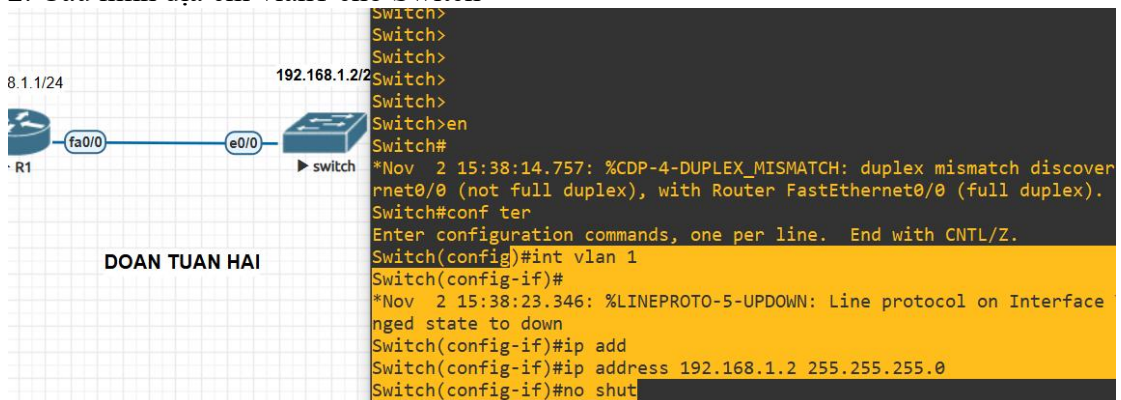 Switch>
Switch>
Switch>
Switch>
Switch>
Switch>en
Switch#
*Nov  2 15:38:14.757: %CDP-4-DUPLEX_MISMATCH: duplex mismatch discover
rnet0/0 (not full duplex), with Router FastEthernet0/0 (full duplex).
Switch#conf ter
Enter configuration commands, one per line.  End with CNTL/Z.
Switch(config)#int vlan 1
Switch(config-if)#
*Nov  2 15:38:23.346: %LINEPROTO-5-UPDOWN: Line protocol on Interface
nged state to down
Switch(config-if)#ip add
Switch(config-if)#ip address 192.168.1.2 255.255.255.0
Switch(config-if)#no shut
8.1.1/24
192.168.1.2/2
fa0/0
e0/0
R1
switch
DOAN TUAN HAI